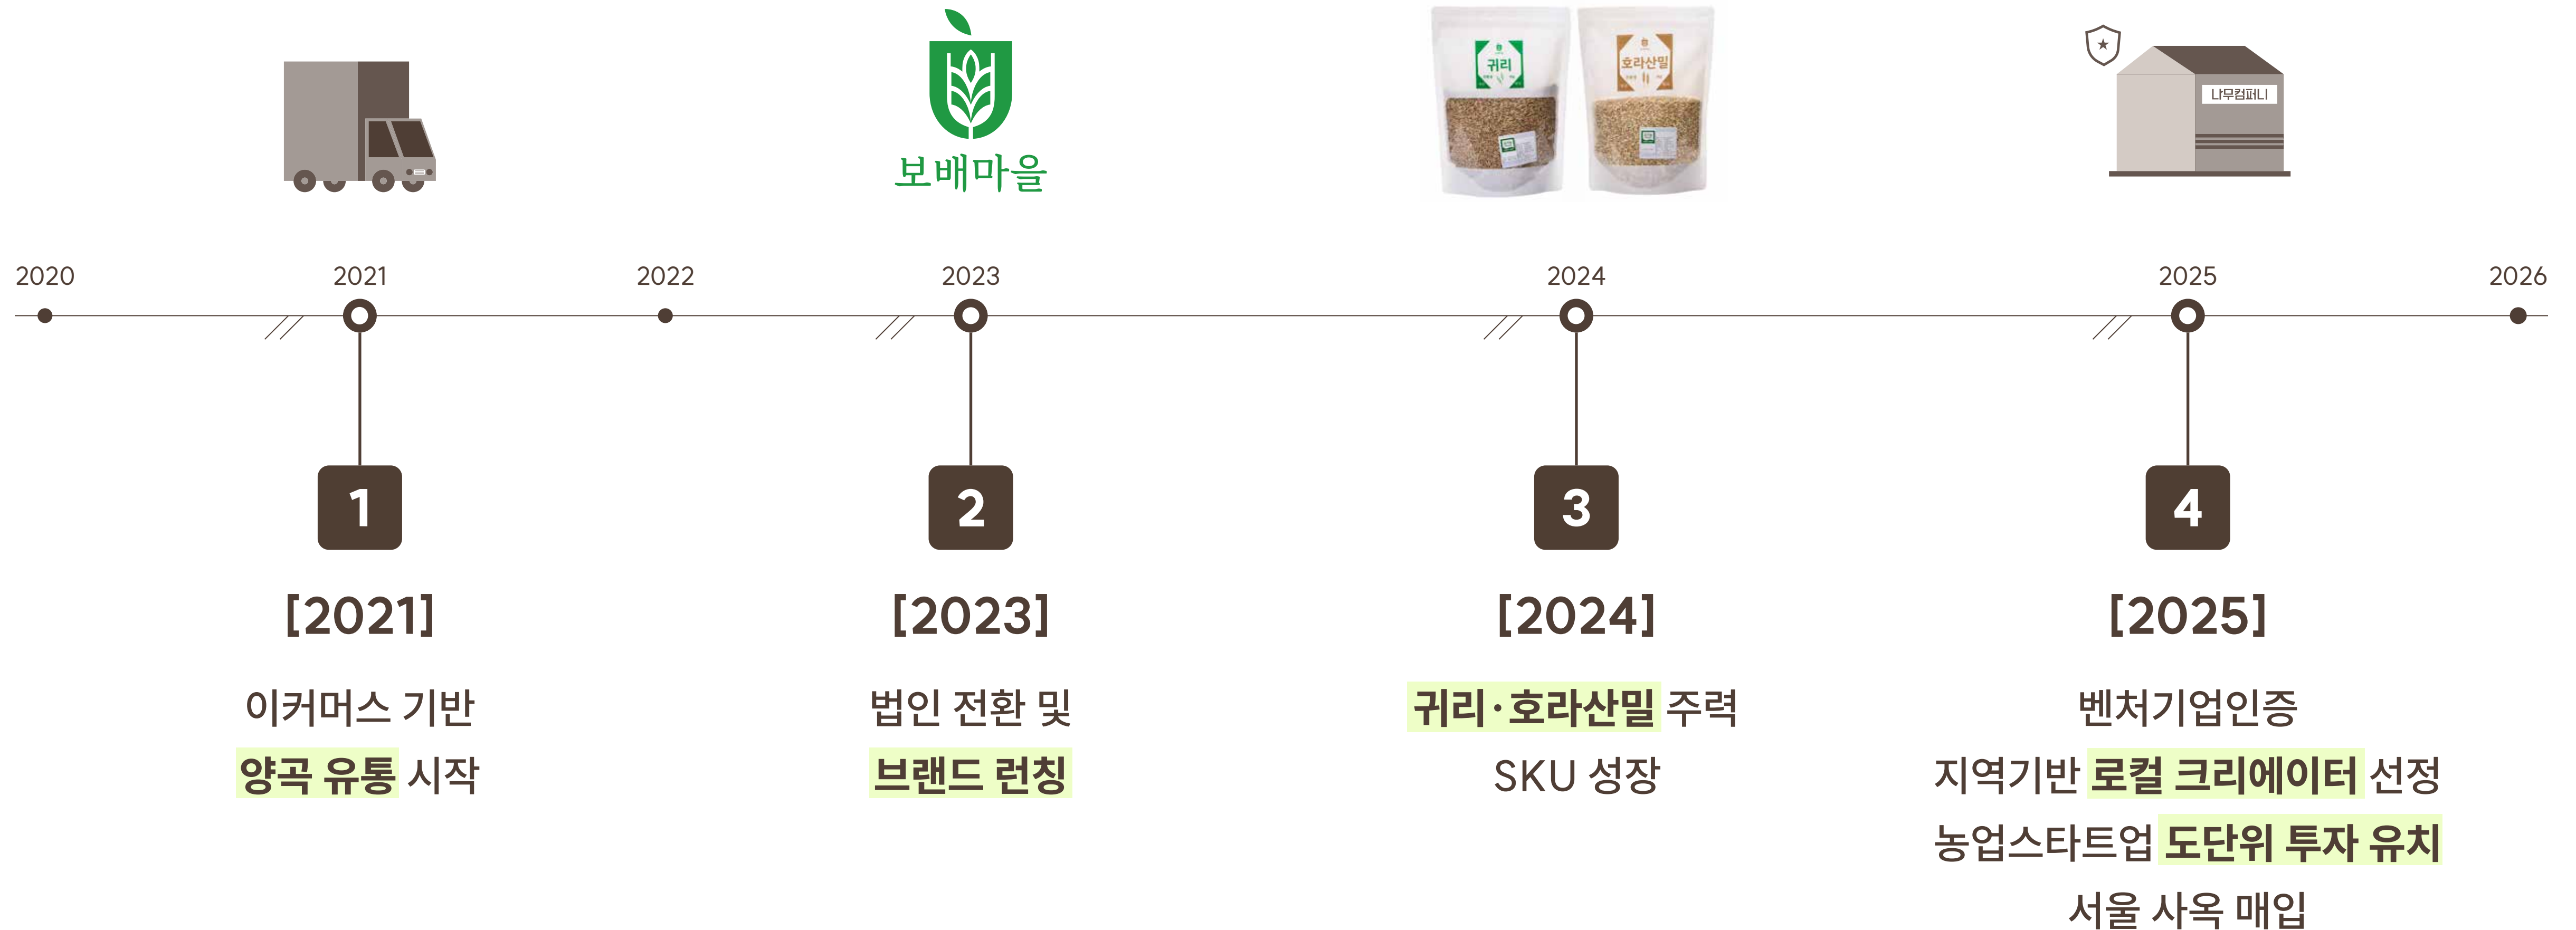 보배마을
귀리
호라산밀
나무컴퍼니
2020
2021
2022
2023
2024
2025
2026
1
2
3
4
[2021]
이커머스 기반
양곡 유통 시작
[2023]
법인 전환 및
브랜드 런칭
[2024]
귀리·호라산밀 주력
SKU 성장
[2025]
벤처기업인증
지역기반 로컬 크리에이터 선정
농업스타트업 도단위 투자 유치
서울 사옥 매입